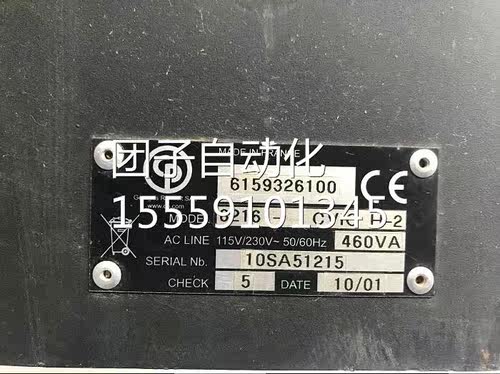 团子自动化
MADE IN FRANCE
6159326100
15559101345
MODEL
AC LINE 115V/230V~ 50/60Hz 460VA
SERIAL Nb. 10SA51215
CHECK 5 DATE 10/01
CE